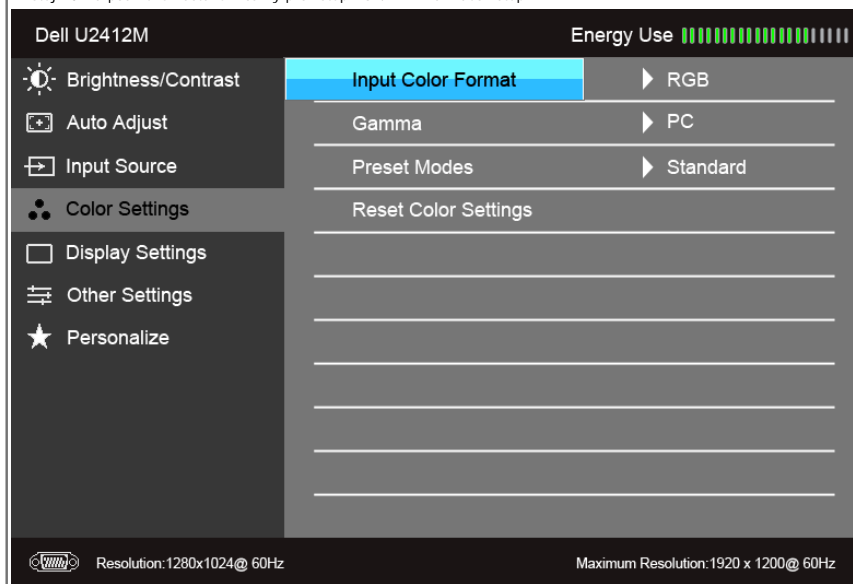 Dell U2412M
Energy Use
Brightness/Contrast
Auto Adjust
Input Source
Color Settings
Display Settings
Other Settings
Personalize
Input Color Format
RGB
Gamma
PC
Preset Modes
Standard
Reset Color Settings
Resolution:1280x1024@ 60Hz
Maximum Resolution:1920 x 1200@ 60Hz